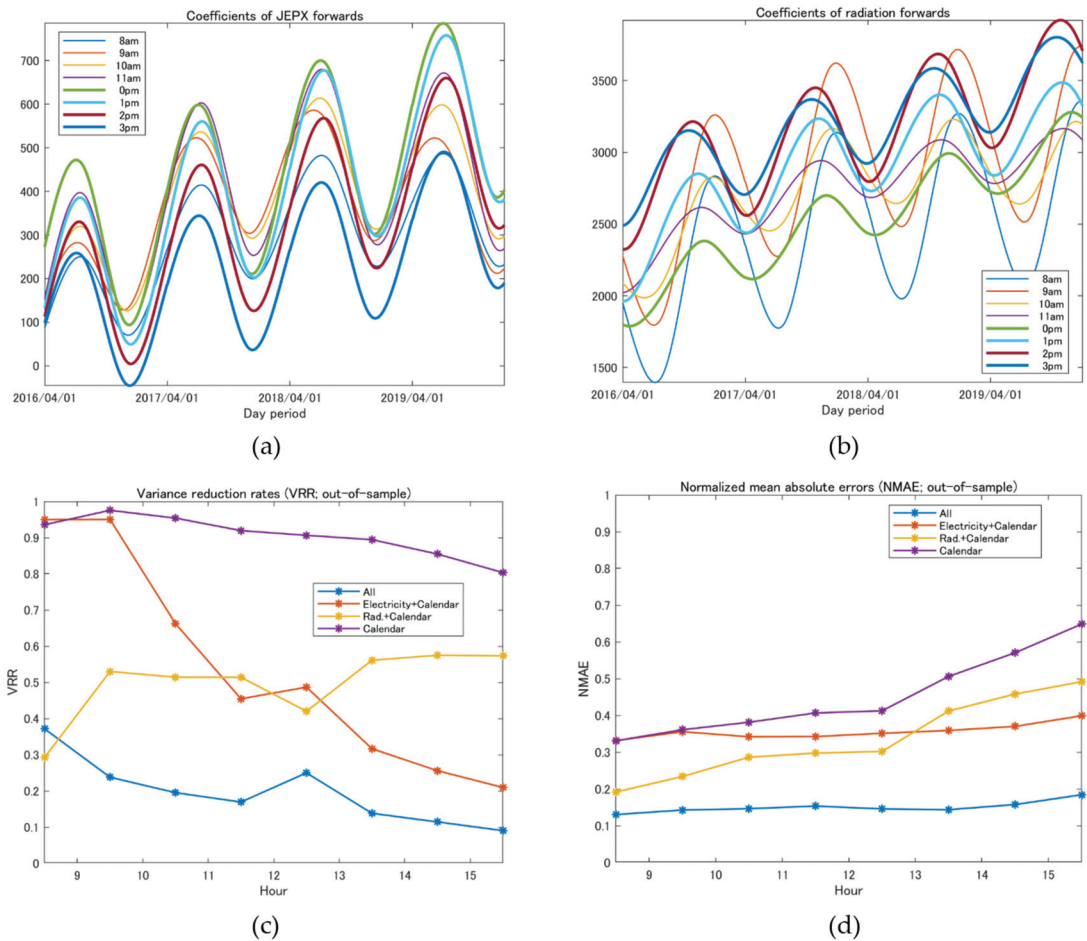 Coefficients of JEPX forwards
700
600
500
400
300
200
100
0
8am
9am
10am
11am
0pm
1pm
2pm
3pm
2016/04/01 2017/04/01 2018/04/01 2019/04/01
Day period
(a)
Coefficients of radiation forwards
3500
3000
2500
2000
1500
8am
9am
10am
11am
0pm
1pm
2pm
3pm
2016/04/01 2017/04/01 2018/04/01 2019/04/01
Day period
(b)
Variance reduction rates (VRR; out-of-sample)
VRR
1
0.9
0.8
0.7
0.6
0.5
0.4
0.3
0.2
0.1
0
All
Electricity+Calendar
Rad.+Calendar
Calendar
9 10 11 12 13 14 15
Hour
(c)
Normalized mean absolute errors (NMAE; out-of-sample)
NMAE
1
0.9
0.8
0.7
0.6
0.5
0.4
0.3
0.2
0.1
0
All
Electricity+Calendar
Rad.+Calendar
Calendar
9 10 11 12 13 14 15
Hour
(d)